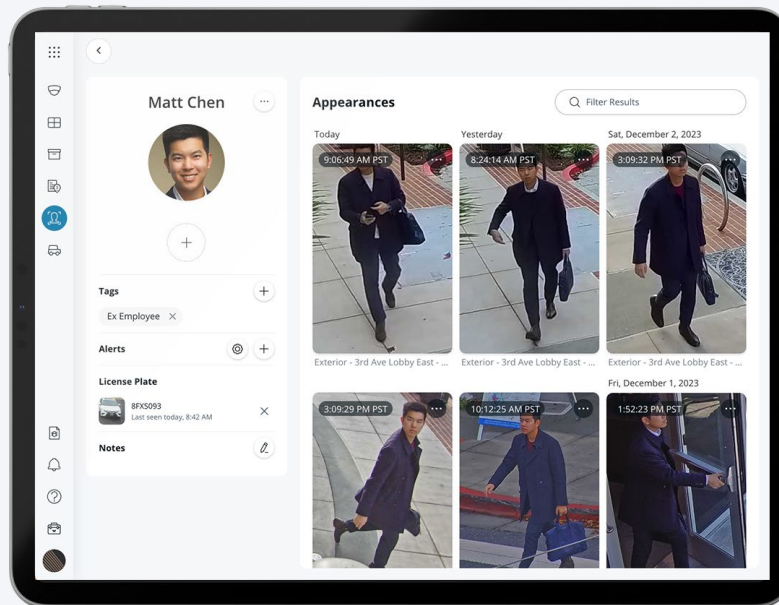 Matt Chen
Tags
Ex Employee
Alerts
License Plate
8FXS093
Last seen today, 8:42 AM
Notes
Appearances
Filter Results
Today
Yesterday
Sat, December 2, 2023
9:06:49 AM PST
8:24:14 AM PST
3:09:32 PM PST
Exterior - 3rd Ave Lobby East - ...
Exterior - 3rd Ave Lobby East - ...
Exterior - 3rd Ave Lobby East - ...
Fri, December 1, 2023
3:09:29 PM PST
10:12:25 AM PST
1:52:23 PM PST